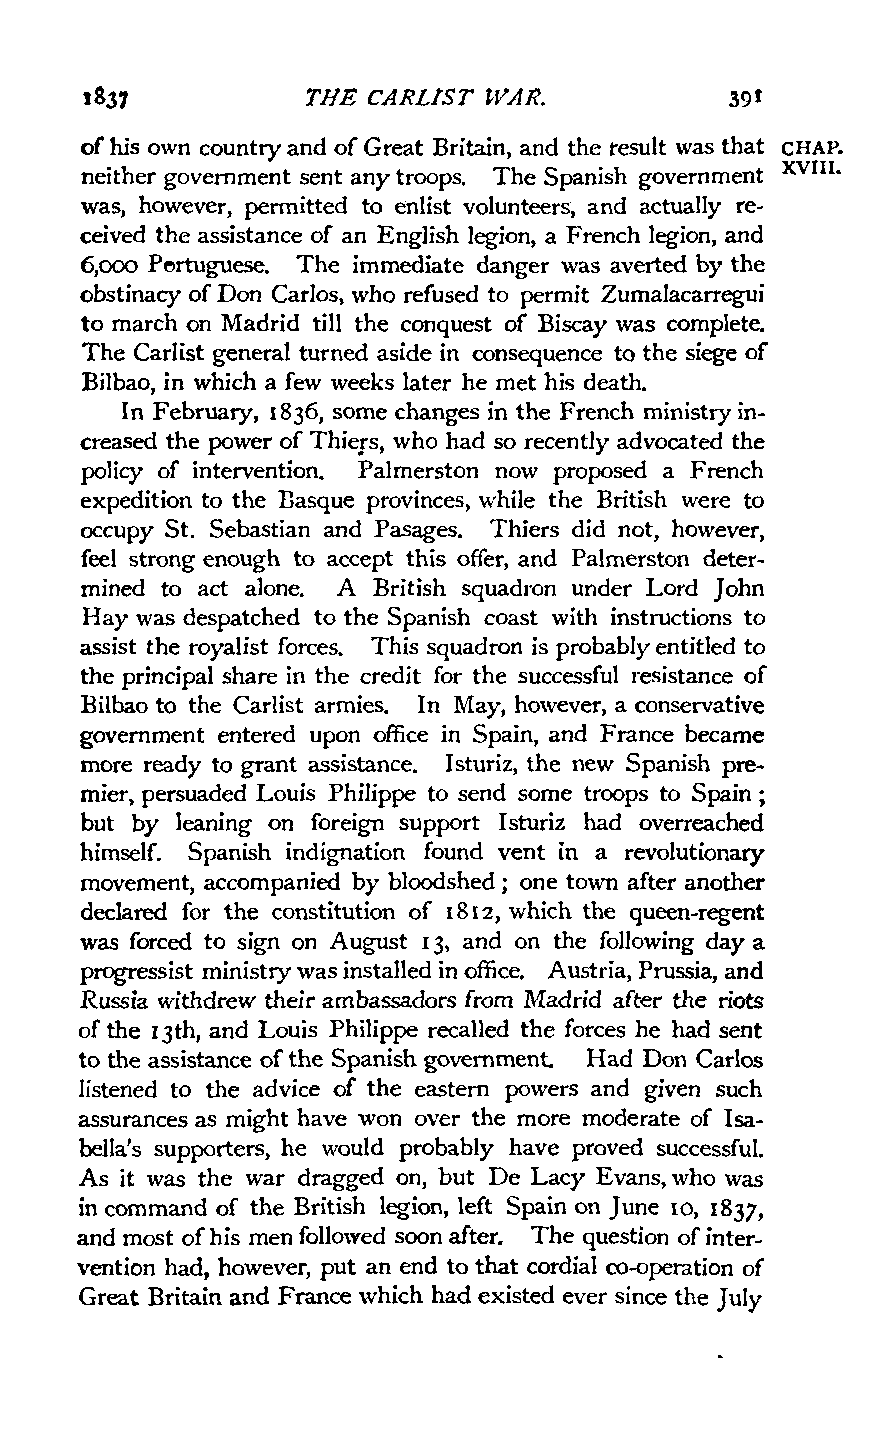 1837 THE CARLIST WAR. 391
of his own country and of Great Britain, and the result was that CHAP.
neither government sent any troops. The Spanish government XVIII.
was, however, permitted to enlist volunteers, and actually re-
ceived the assistance of an English legion, a French legion, and
6,000 Portuguese. The immediate danger was averted by the
obstinacy of Don Carlos, who refused to permit Zumalacarregui
to march on Madrid till the conquest of Biscay was complete.
The Carlist general turned aside in consequence to the siege of
Bilbao, in which a few weeks later he met his death.
In February, 1836, some changes in the French ministry in-
creased the power of Thiers, who had so recently advocated the
policy of intervention. Palmerston now proposed a French
expedition to the Basque provinces, while the British were to
occupy St. Sebastian and Pasages. Thiers did not, however,
feel strong enough to accept this offer, and Palmerston deter-
mined to act alone. A British squadron under Lord John
Hay was despatched to the Spanish coast with instructions to
assist the royalist forces. This squadron is probably entitled to
the principal share in the credit for the successful resistance of
Bilbao to the Carlist armies. In May, however, a conservative
government entered upon office in Spain, and France became
more ready to grant assistance. Isturiz, the new Spanish pre-
mier, persuaded Louis Philippe to send some troops to Spain ;
but by leaning on foreign support Isturiz had overreached
himself. Spanish indignation found vent in a revolutionary
movement, accompanied by bloodshed ; one town after another
declared for the constitution of 1812, which the queen-regent
was forced to sign on August 13, and on the following day a
progressist ministry was installed in office. Austria, Prussia, and
Russia withdrew their ambassadors from Madrid after the riots
of the 13th, and Louis Philippe recalled the forces he had sent
to the assistance of the Spanish government. Had Don Carlos
listened to the advice of the eastern powers and given such
assurances as might have won over the more moderate of Isa-
bella's supporters, he would probably have proved successful.
As it was the war dragged on, but De Lacy Evans, who was
in command of the British legion, left Spain on June 10, 1837,
and most of his men followed soon after. The question of inter-
vention had, however, put an end to that cordial co-operation of
Great Britain and France which had existed ever since the July